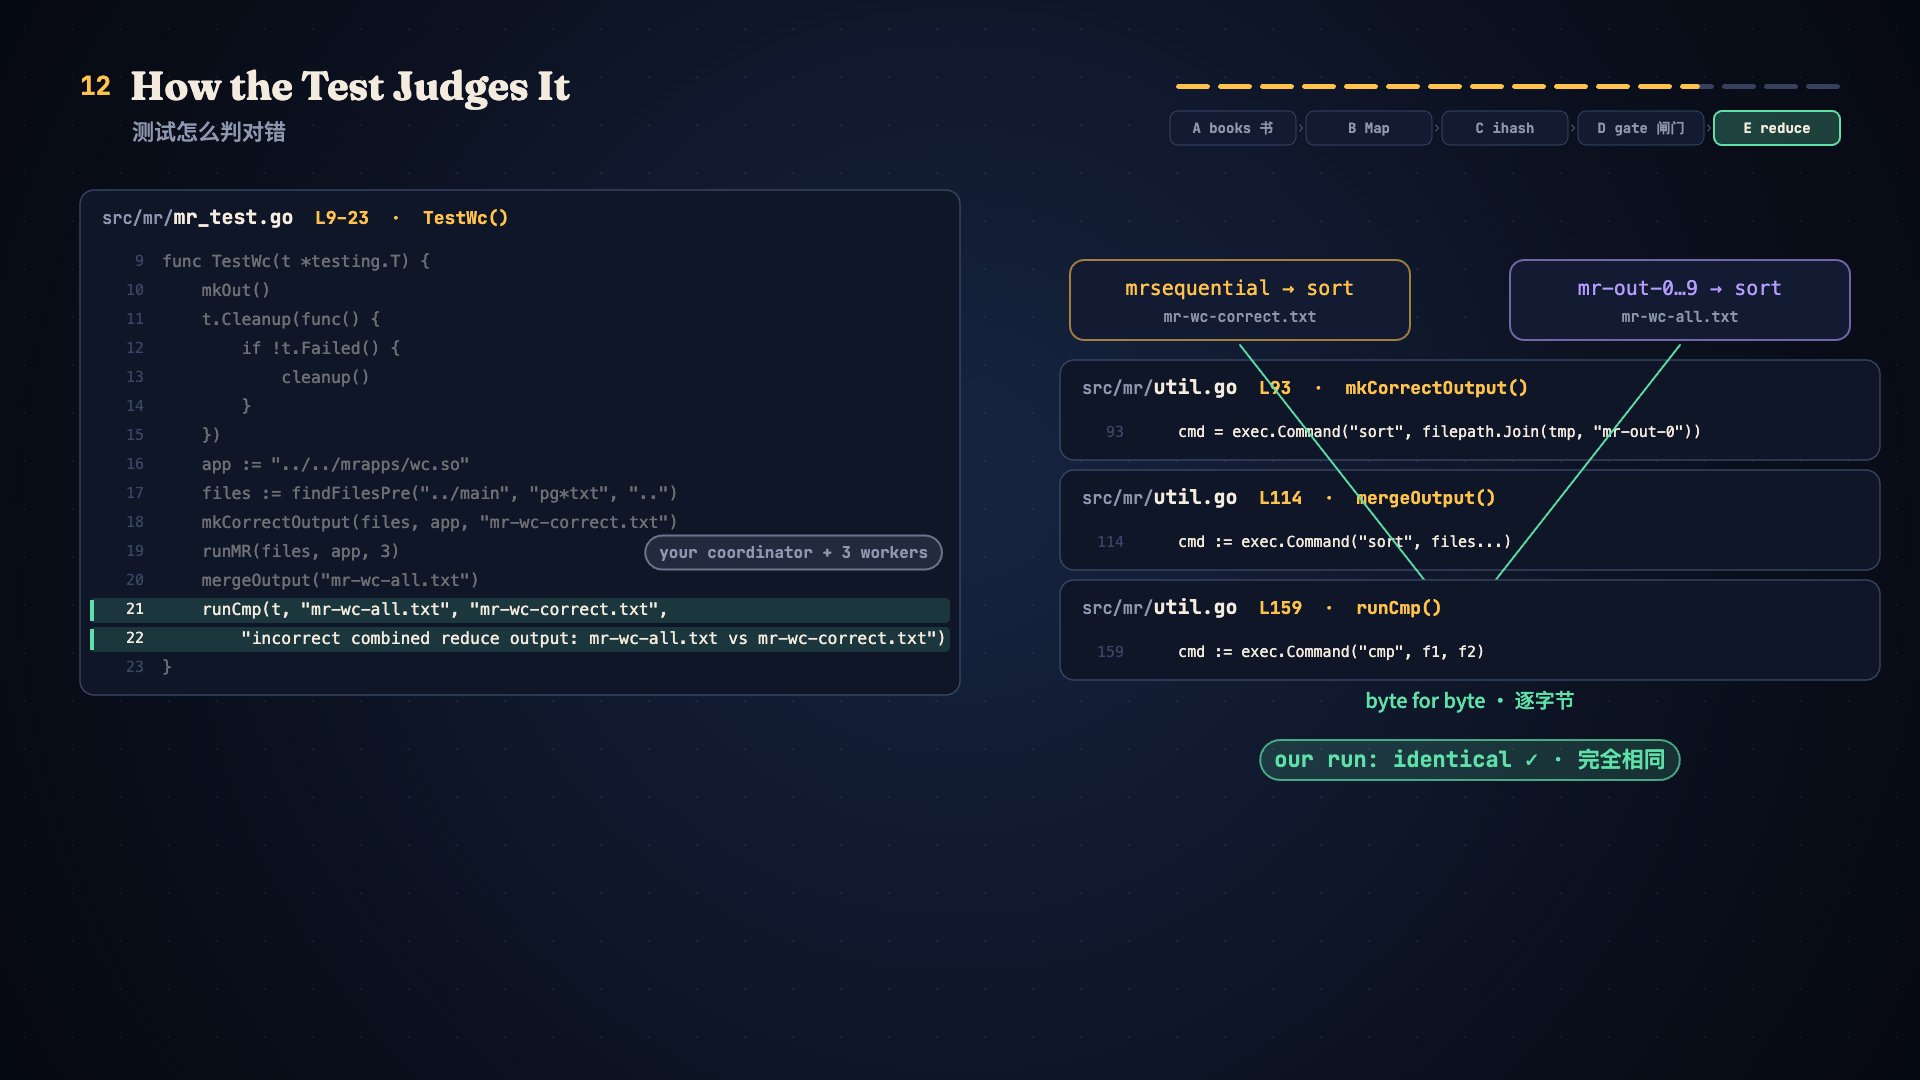 12 How the Test Judges It
测试怎么判对错
A books 书 › B Map › C ihash › D gate 闸门 › E reduce
src/mr/mr_test.go L9-23 · TestWc()
9 func TestWc(t *testing.T) {
10 mkOut()
11 t.Cleanup(func() {
12 if !t.Failed() {
13 cleanup()
14 }
15 })
16 app := "../../mrapps/wc.so"
17 files := findFilesPre("../main", "pg*txt", "..")
18 mkCorrectOutput(files, app, "mr-wc-correct.txt")
19 runMR(files, app, 3)
your coordinator + 3 workers
20 mergeOutput("mr-wc-all.txt")
21 runCmp(t, "mr-wc-all.txt", "mr-wc-correct.txt",
22 "incorrect combined reduce output: mr-wc-all.txt vs mr-wc-correct.txt")
23 }
mrsequential → sort
mr-wc-correct.txt
mr-out-0…9 → sort
mr-wc-all.txt
src/mr/util.go L93 · mkCorrectOutput()
93 cmd = exec.Command("sort", filepath.Join(tmp, "mr-out-0"))
src/mr/util.go L114 · mergeOutput()
114 cmd := exec.Command("sort", files...)
src/mr/util.go L159 · runCmp()
159 cmd := exec.Command("cmp", f1, f2)
byte for byte · 逐字节
our run: identical ✓ · 完全相同